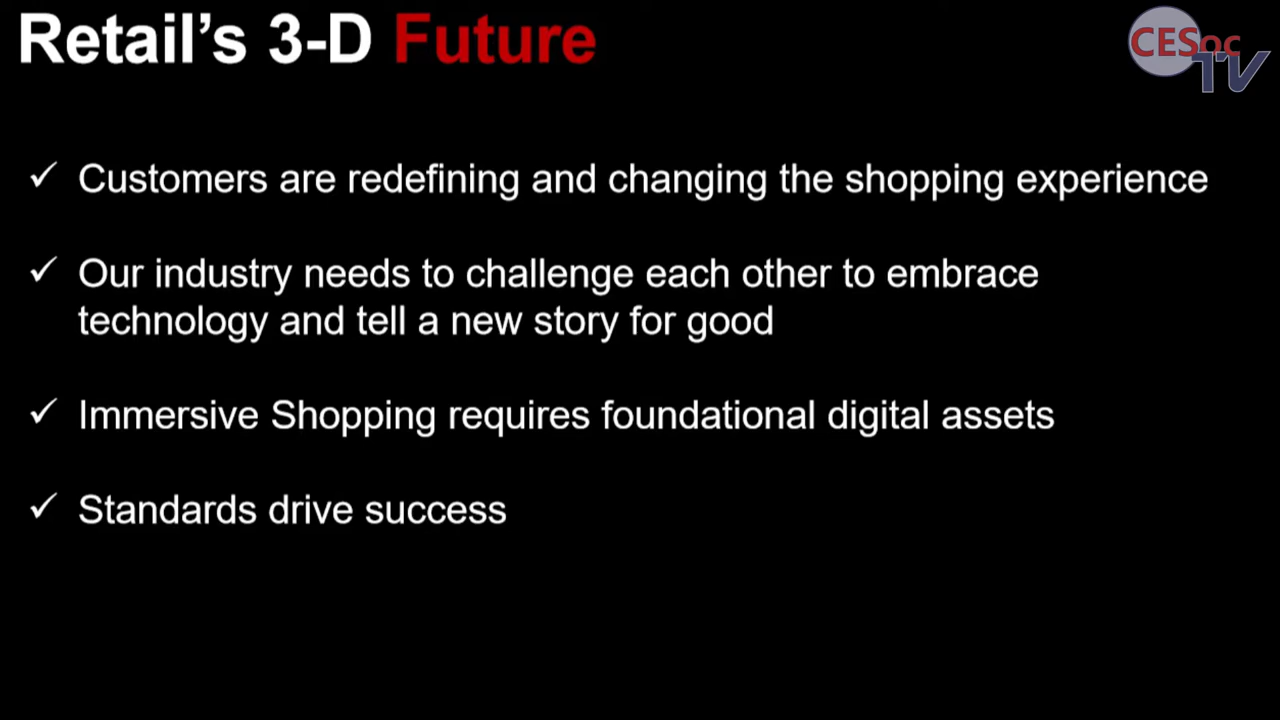 Retail’s 3-D Future
CESoc
TV
✓ Customers are redefining and changing the shopping experience
✓ Our industry needs to challenge each other to embrace
technology and tell a new story for good
✓ Immersive Shopping requires foundational digital assets
✓ Standards drive success